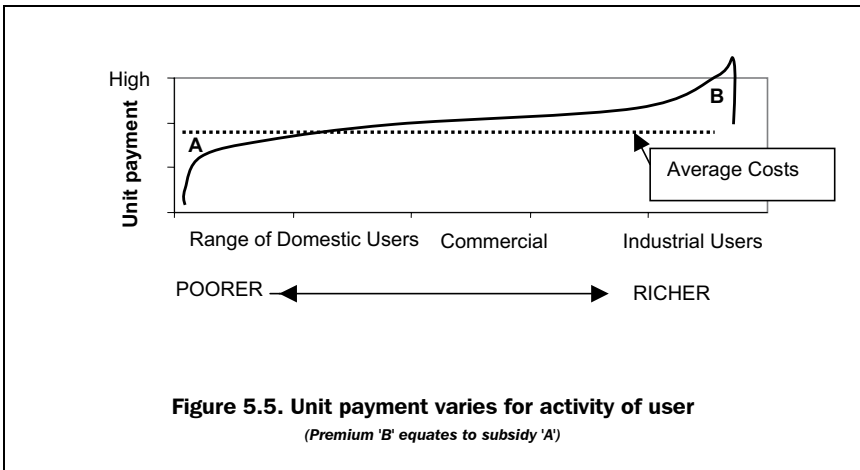 High
Unit payment
A
B
Average Costs
Range of Domestic Users
Commercial
Industrial Users
POORER
RICHER
Figure 5.5. Unit payment varies for activity of user
(Premium 'B' equates to subsidy 'A')